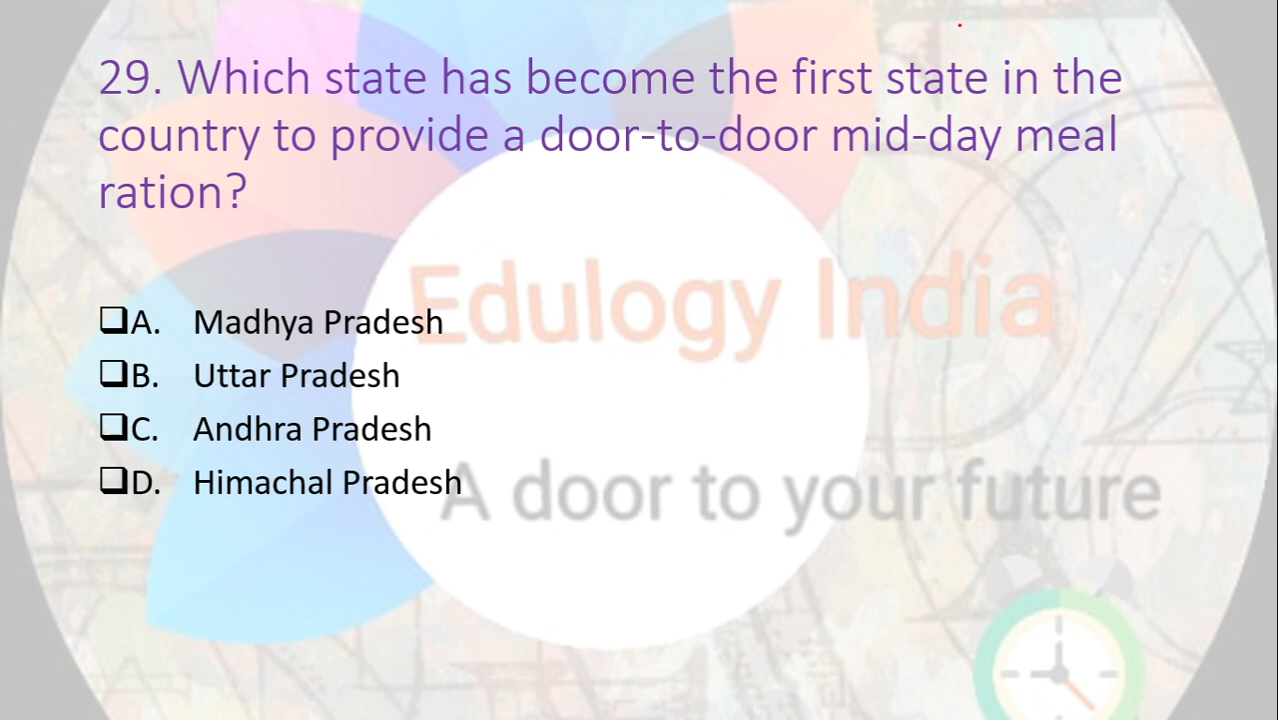 29. Which state has become the first state in the
country to provide a door-to-door mid-day meal
ration?
Edulogy India
❑A. Madhya Pradesh
❑B. Uttar Pradesh
❑C. Andhra Pradesh
❑D. Himachal Pradesh
A door to your future